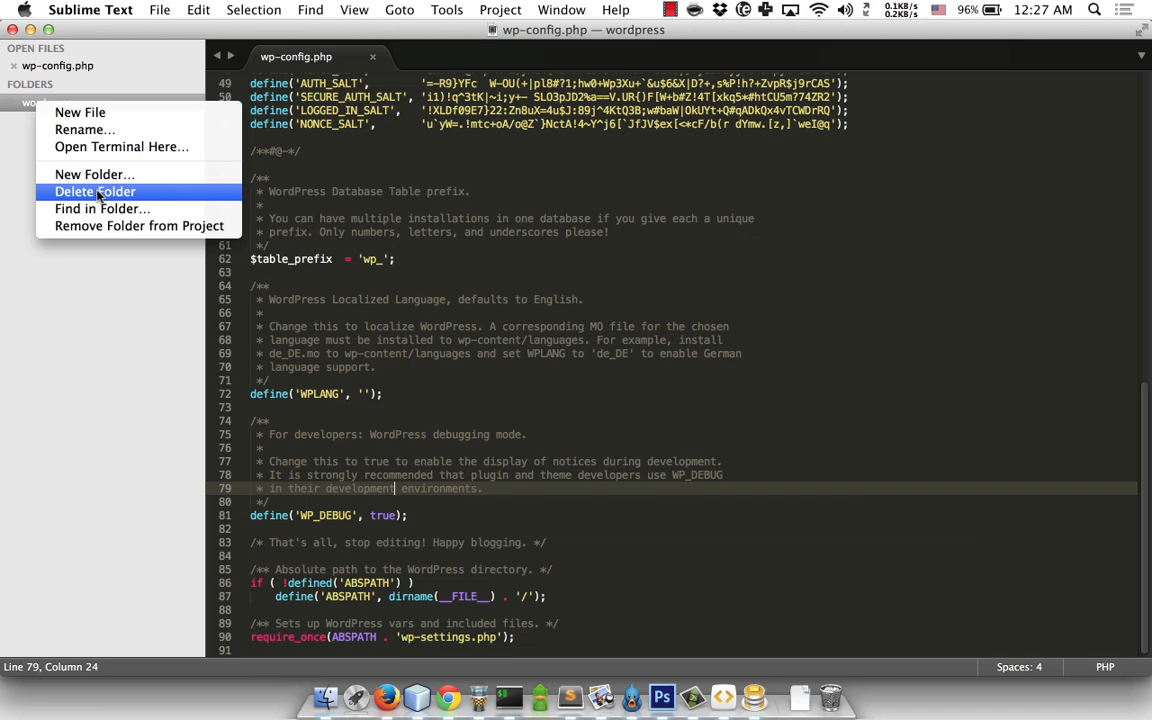 Sublime Text File Edit Selection Find View Goto Tools Project Window Help 0.1KB/s 0.2KB/s 96% 12:27 AM
wp-config.php — wordpress
OPEN FILES
× wp-config.php
FOLDERS
New File
Rename...
Open Terminal Here...
New Folder...
Delete Folder
Find in Folder...
Remove Folder from Project
wp-config.php ×
49 define('AUTH_SALT',
50 define('SECURE_AUTH_SALT',
define('LOGGED_IN_SALT',
define('NONCE_SALT',
/**#@-*/
/**
* WordPress Database Table prefix.
*
* You can have multiple installations in one database if you give each a unique
* prefix. Only numbers, letters, and underscores please!
61 */
62 $table_prefix = 'wp_';
63
64 /**
65 * WordPress Localized Language, defaults to English.
66 *
67 * Change this to localize WordPress. A corresponding MO file for the chosen
68 * language must be installed to wp-content/languages. For example, install
69 * de_DE.mo to wp-content/languages and set WPLANG to 'de_DE' to enable German
70 * language support.
71 */
72 define('WPLANG', '');
73
74 /**
75 * For developers: WordPress debugging mode.
76 *
77 * Change this to true to enable the display of notices during development.
78 * It is strongly recommended that plugin and theme developers use WP_DEBUG
79 * in their development environments.
80 */
81 define('WP_DEBUG', true);
82
83 /* That's all, stop editing! Happy blogging. */
84
85 /** Absolute path to the WordPress directory. */
86 if ( !defined('ABSPATH') )
87 define('ABSPATH', dirname(__FILE__) . '/');
88
89 /** Sets up WordPress vars and included files. */
90 require_once(ABSPATH . 'wp-settings.php');
91
Line 79, Column 24 Spaces: 4 PHP